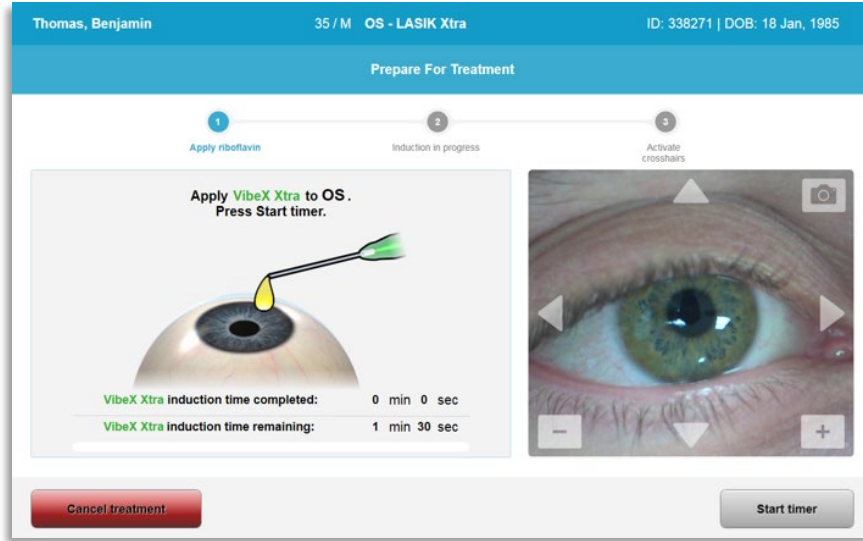 Thomas, Benjamin 35 / M OS - LASIK Xtra ID: 338271 | DOB: 18 Jan, 1985
Prepare For Treatment
1 2 3
Apply riboflavin Induction in progress Activate
crosshairs
Apply VibeX Xtra to OS.
Press Start timer.
VibeX Xtra induction time completed: 0 min 0 sec
VibeX Xtra induction time remaining: 1 min 30 sec
Cancel treatment Start timer